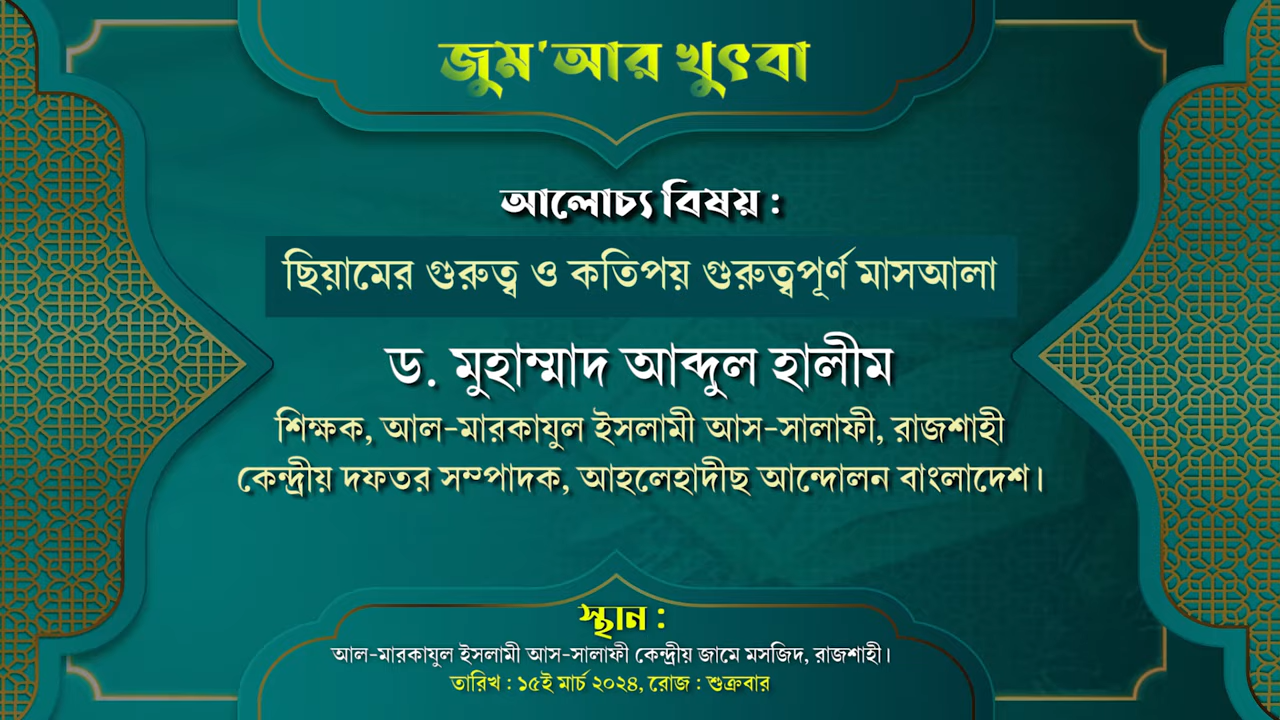 জুম'আর খুৎবা
আলোচ্য বিষয় :
ছিয়ামের গুরুত্ব ও কতিপয় গুরুত্বপূর্ণ মাসআলা
ড. মুহাম্মাদ আব্দুল হালীম
শিক্ষক, আল-মারকাযুল ইসলামী আস-সালাফী, রাজশাহী
কেন্দ্রীয় দফতর সম্পাদক, আহলেহাদীছ আন্দোলন বাংলাদেশ।
স্থান :
আল-মারকাযুল ইসলামী আস-সালাফী কেন্দ্রীয় জামে মসজিদ, রাজশাহী।
তারিখ : ১৫ই মার্চ ২০২৪, রোজ : শুক্রবার